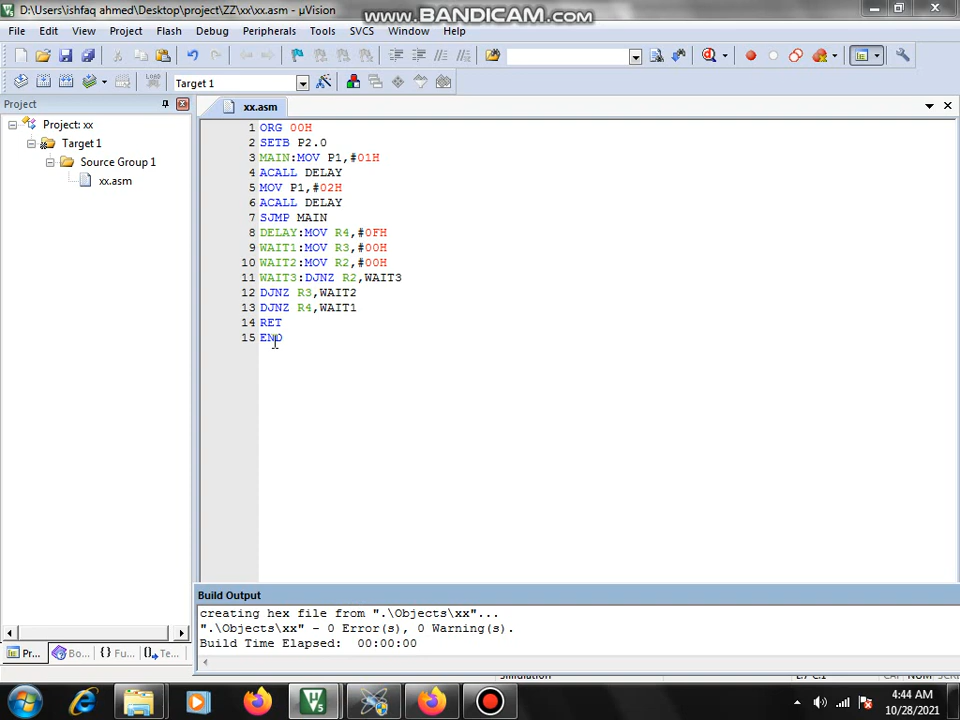 D:\Users\ishfaq ahmed\Desktop\project\ZZ\xx\xx.asm - µVision
www.BANDICAM.com
File Edit View Project Flash Debug Peripherals Tools SVCS Window Help
LOAD Target 1
Project
xx.asm
Project: xx
Target 1
Source Group 1
xx.asm
1 ORG 00H
2 SETB P2.0
3 MAIN:MOV P1,#01H
4 ACALL DELAY
5 MOV P1,#02H
6 ACALL DELAY
7 SJMP MAIN
8 DELAY:MOV R4,#0FH
9 WAIT1:MOV R3,#00H
10 WAIT2:MOV R2,#00H
11 WAIT3:DJNZ R2,WAIT3
12 DJNZ R3,WAIT2
13 DJNZ R4,WAIT1
14 RET
15 END
Build Output
creating hex file from ".\Objects\xx"...
".\Objects\xx" - 0 Error(s), 0 Warning(s).
Build Time Elapsed: 00:00:00
Pr... Bo... {} Fu... Te...
Simulation
4:44 AM
10/28/2021